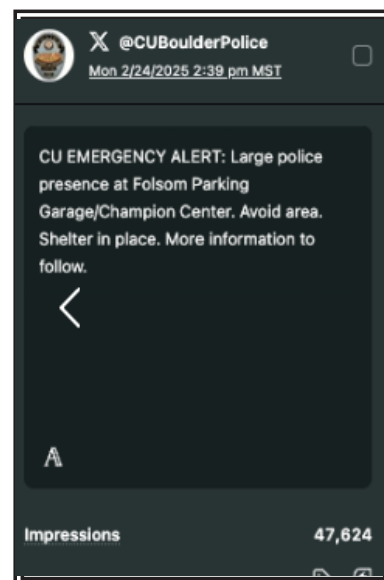 X @CUBoulderPolice
Mon 2/24/2025 2:39 pm MST
CU EMERGENCY ALERT: Large police
presence at Folsom Parking
Garage/Champion Center. Avoid area.
Shelter in place. More information to
follow.
Impressions 47,624